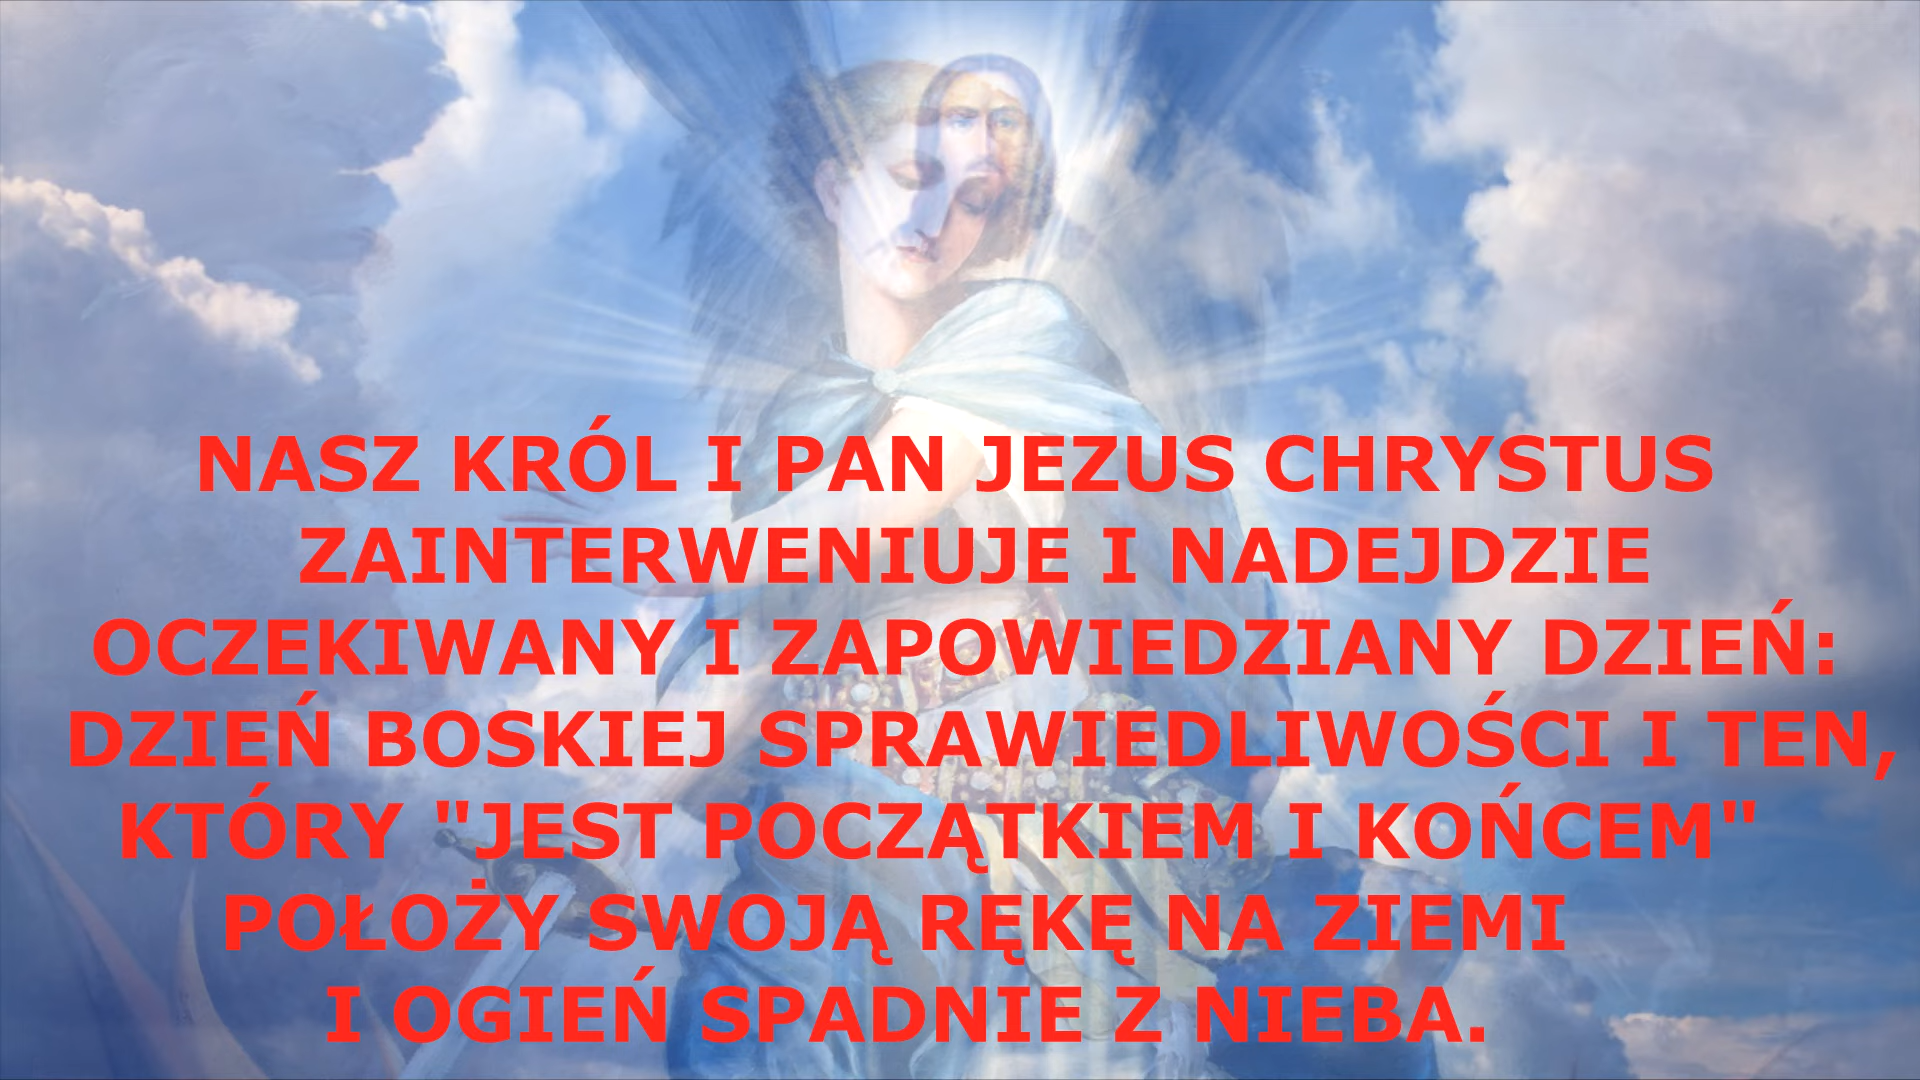 NASZ KRÓL I PAN JEZUS CHRYSTUS
ZAINTERWENIUJE I NADEJDZIE
OCZEKIWANY I ZAPOWIEDZIANY DZIEŃ:
DZIEŃ BOSKIEJ SPRAWIEDLIWOŚCI I TEN,
KTÓRY "JEST POCZĄTKIEM I KOŃCEM"
POŁOŻY SWOJĄ RĘKĘ NA ZIEMI
I OGIEŃ SPADNIE Z NIEBA.